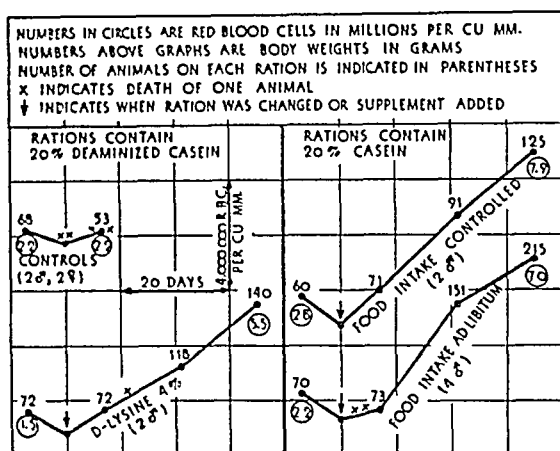 NUMBERS IN CIRCLES ARE RED BLOOD CELLS IN MILLIONS PER CU MM.
NUMBERS ABOVE GRAPHS ARE BODY WEIGHTS IN GRAMS
NUMBER OF ANIMALS ON EACH RATION IS INDICATED IN PARENTHESES
x INDICATES DEATH OF ONE ANIMAL
↓ INDICATES WHEN RATION WAS CHANGED OR SUPPLEMENT ADDED
RATIONS CONTAIN
20% DEAMINIZED CASEIN
68
xx
53
x x
CONTROLS
(2♂, 2♀)
4,000,000 R.B.C.
PER CU MM.
20 DAYS
140
5.5
118
x
72
72
D-LYSINE 4%
(2♂)
RATIONS CONTAIN
20% CASEIN
125
7.9
91
71
60
2.8
FOOD INTAKE CONTROLLED
(2♂)
215
7.0
151
73
xx
70
2.2
FOOD INTAKE AD LIBITUM
(4♂)